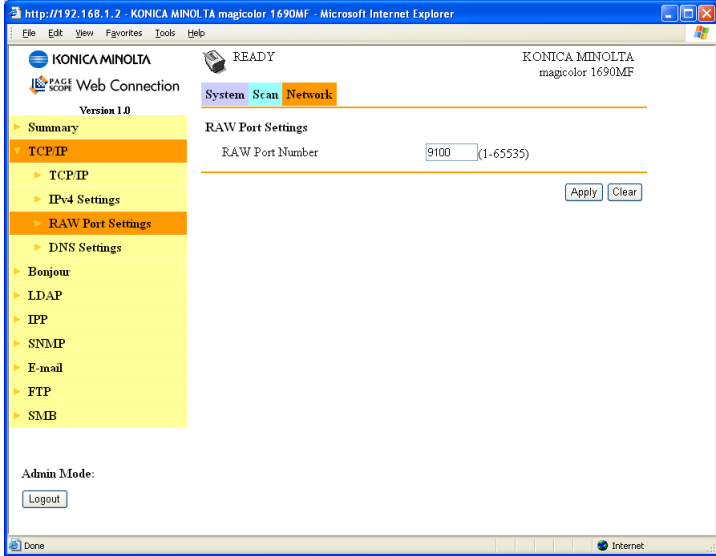 http://192.168.1.2 - KONICA MINOLTA magicolor 1690MF - Microsoft Internet Explorer
File Edit View Favorites Tools Help
KONICA MINOLTA
PAGE SCOPE Web Connection
Version 1.0
READY
KONICA MINOLTA
magicolor 1690MF
System Scan Network
Summary
TCP/IP
TCP/IP
IPv4 Settings
RAW Port Settings
DNS Settings
Bonjour
LDAP
IPP
SNMP
E-mail
FTP
SMB
Admin Mode:
Logout
RAW Port Settings
RAW Port Number 9100 (1-65535)
Apply Clear
Done Internet